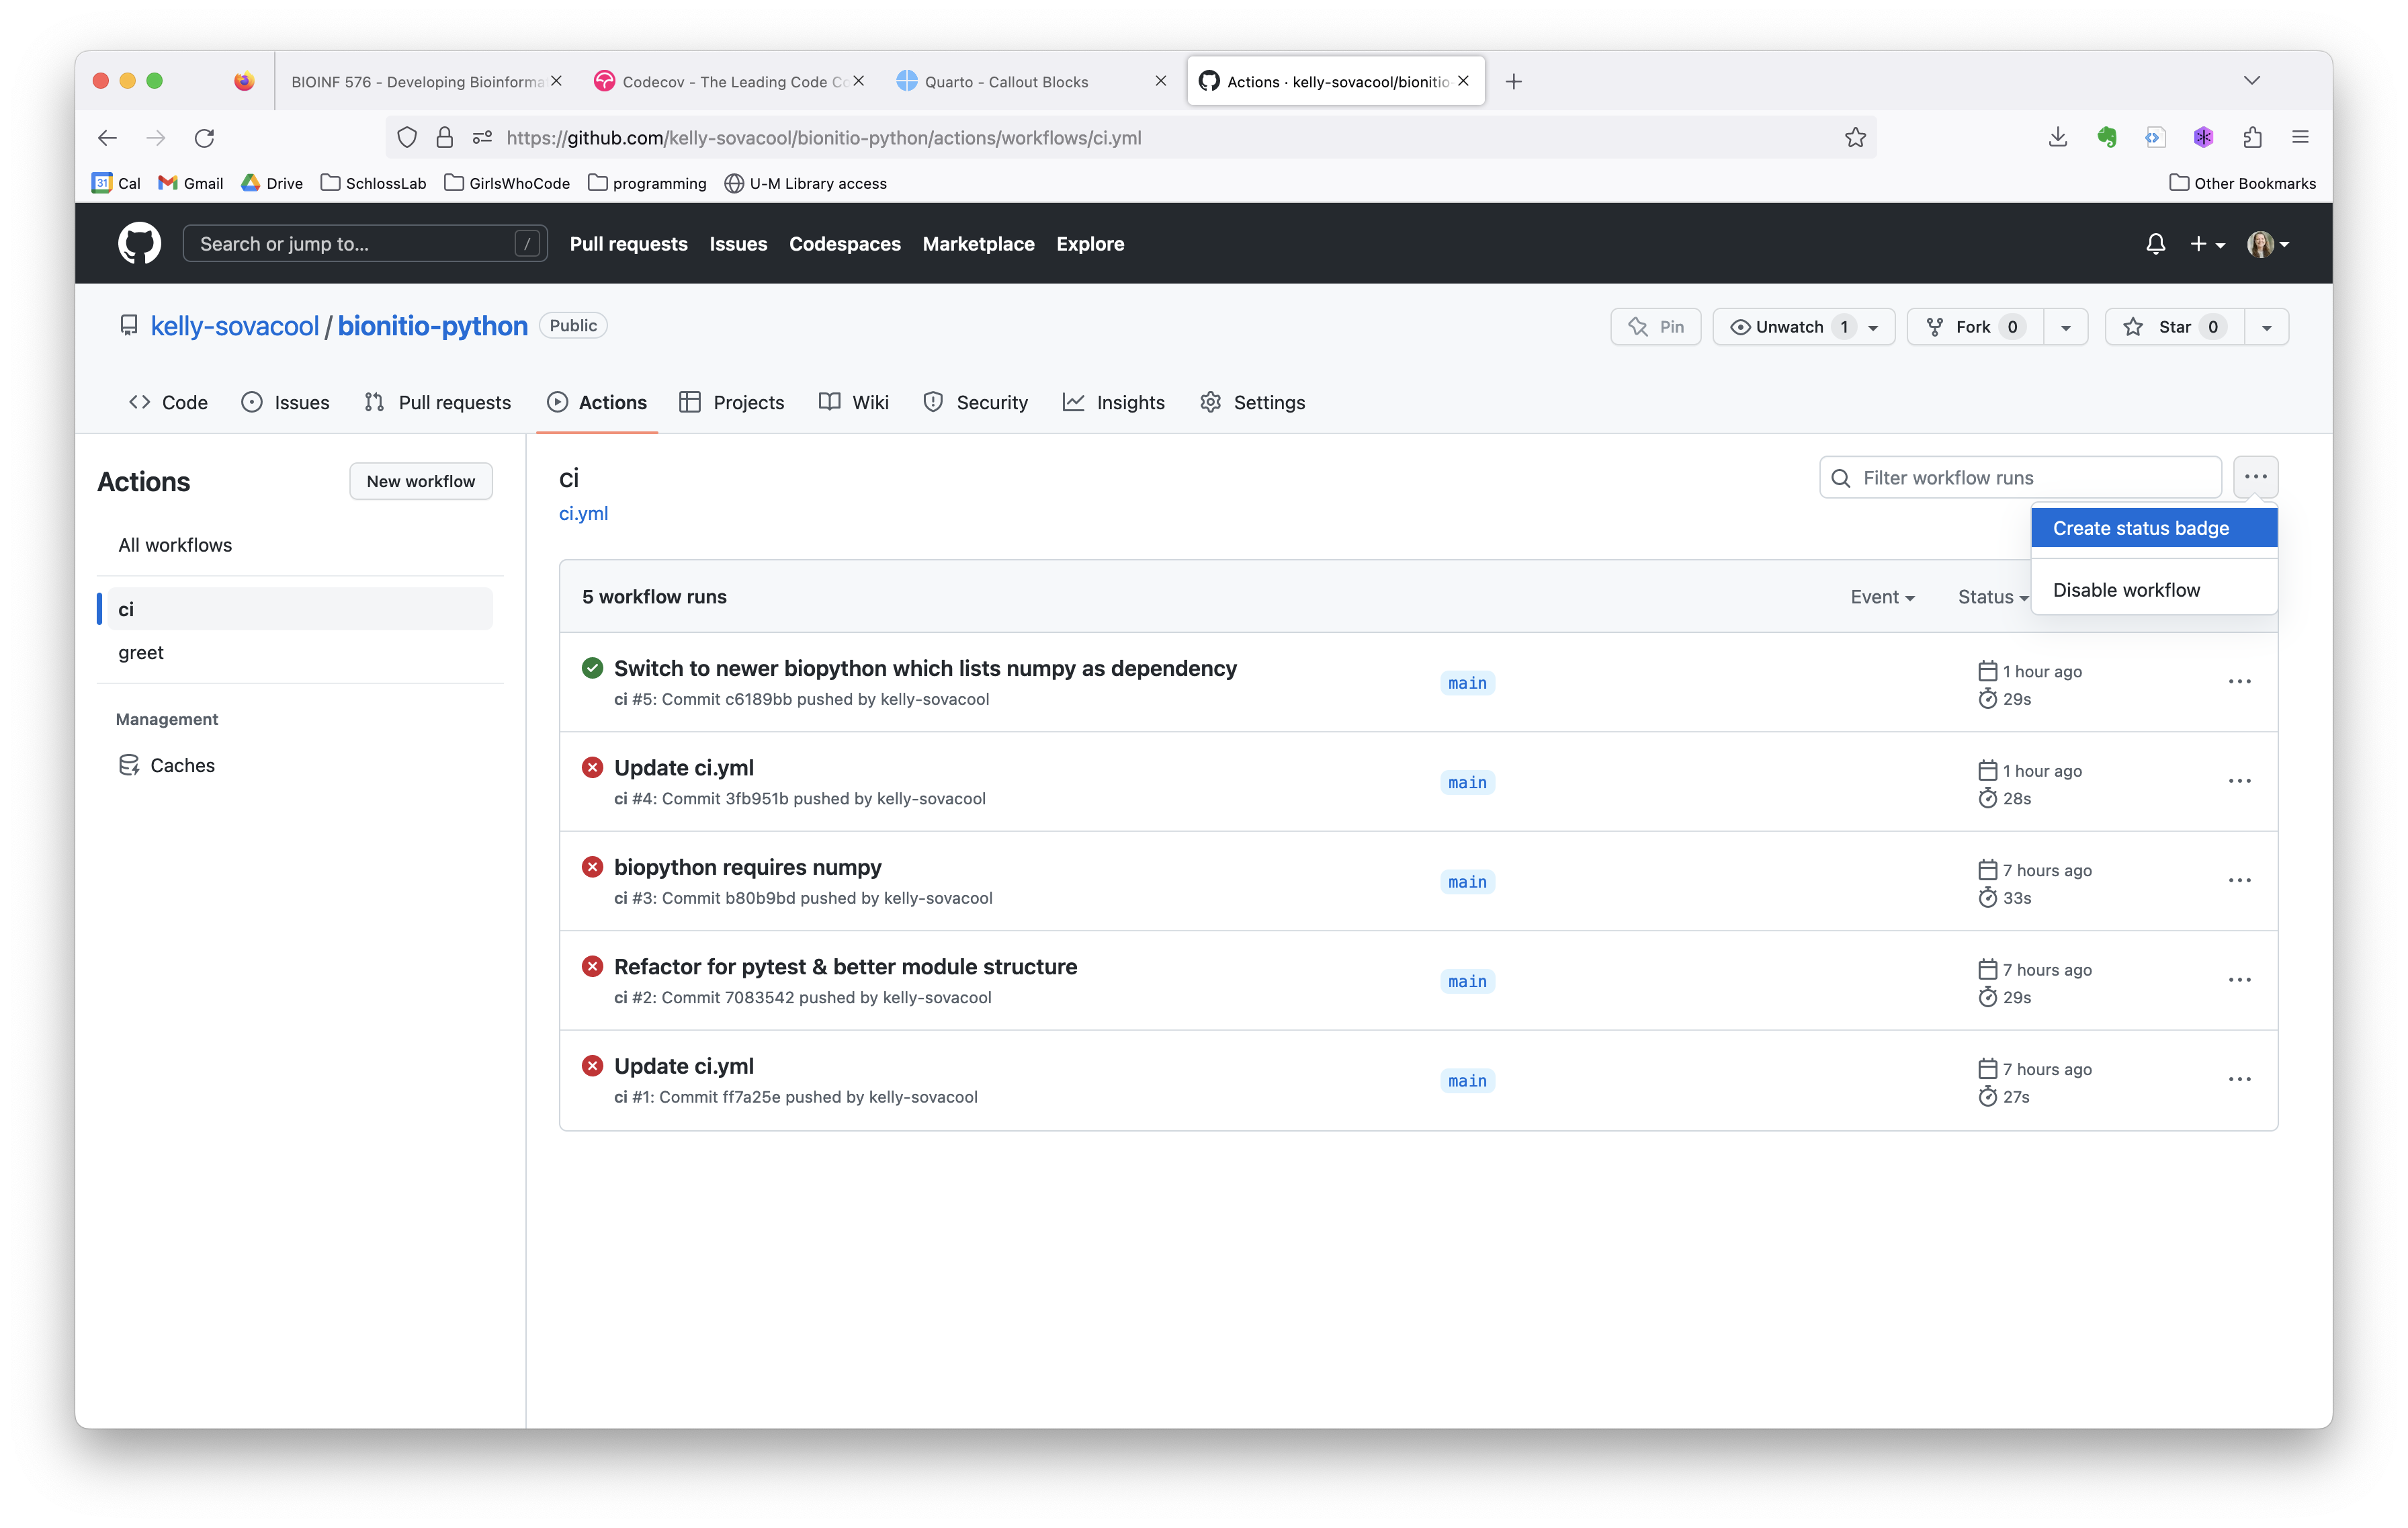 BIOINF 576 - Developing Bioinforma
Codecov - The Leading Code Co
Quarto - Callout Blocks
Actions · kelly-sovacool/bionitio-
https://github.com/kelly-sovacool/bionitio-python/actions/workflows/ci.yml
31 Cal
Gmail
Drive
SchlossLab
GirlsWhoCode
programming
U-M Library access
Other Bookmarks
Search or jump to... /
Pull requests
Issues
Codespaces
Marketplace
Explore
kelly-sovacool / bionitio-python Public
Pin
Unwatch 1
Fork 0
Star 0
Code
Issues
Pull requests
Actions
Projects
Wiki
Security
Insights
Settings
Actions
New workflow
All workflows
ci
greet
Management
Caches
ci
ci.yml
Filter workflow runs
Create status badge
Disable workflow
5 workflow runs
Event
Status
Switch to newer biopython which lists numpy as dependency
ci #5: Commit c6189bb pushed by kelly-sovacool
main
1 hour ago
29s
Update ci.yml
ci #4: Commit 3fb951b pushed by kelly-sovacool
main
1 hour ago
28s
biopython requires numpy
ci #3: Commit b80b9bd pushed by kelly-sovacool
main
7 hours ago
33s
Refactor for pytest & better module structure
ci #2: Commit 7083542 pushed by kelly-sovacool
main
7 hours ago
29s
Update ci.yml
ci #1: Commit ff7a25e pushed by kelly-sovacool
main
7 hours ago
27s